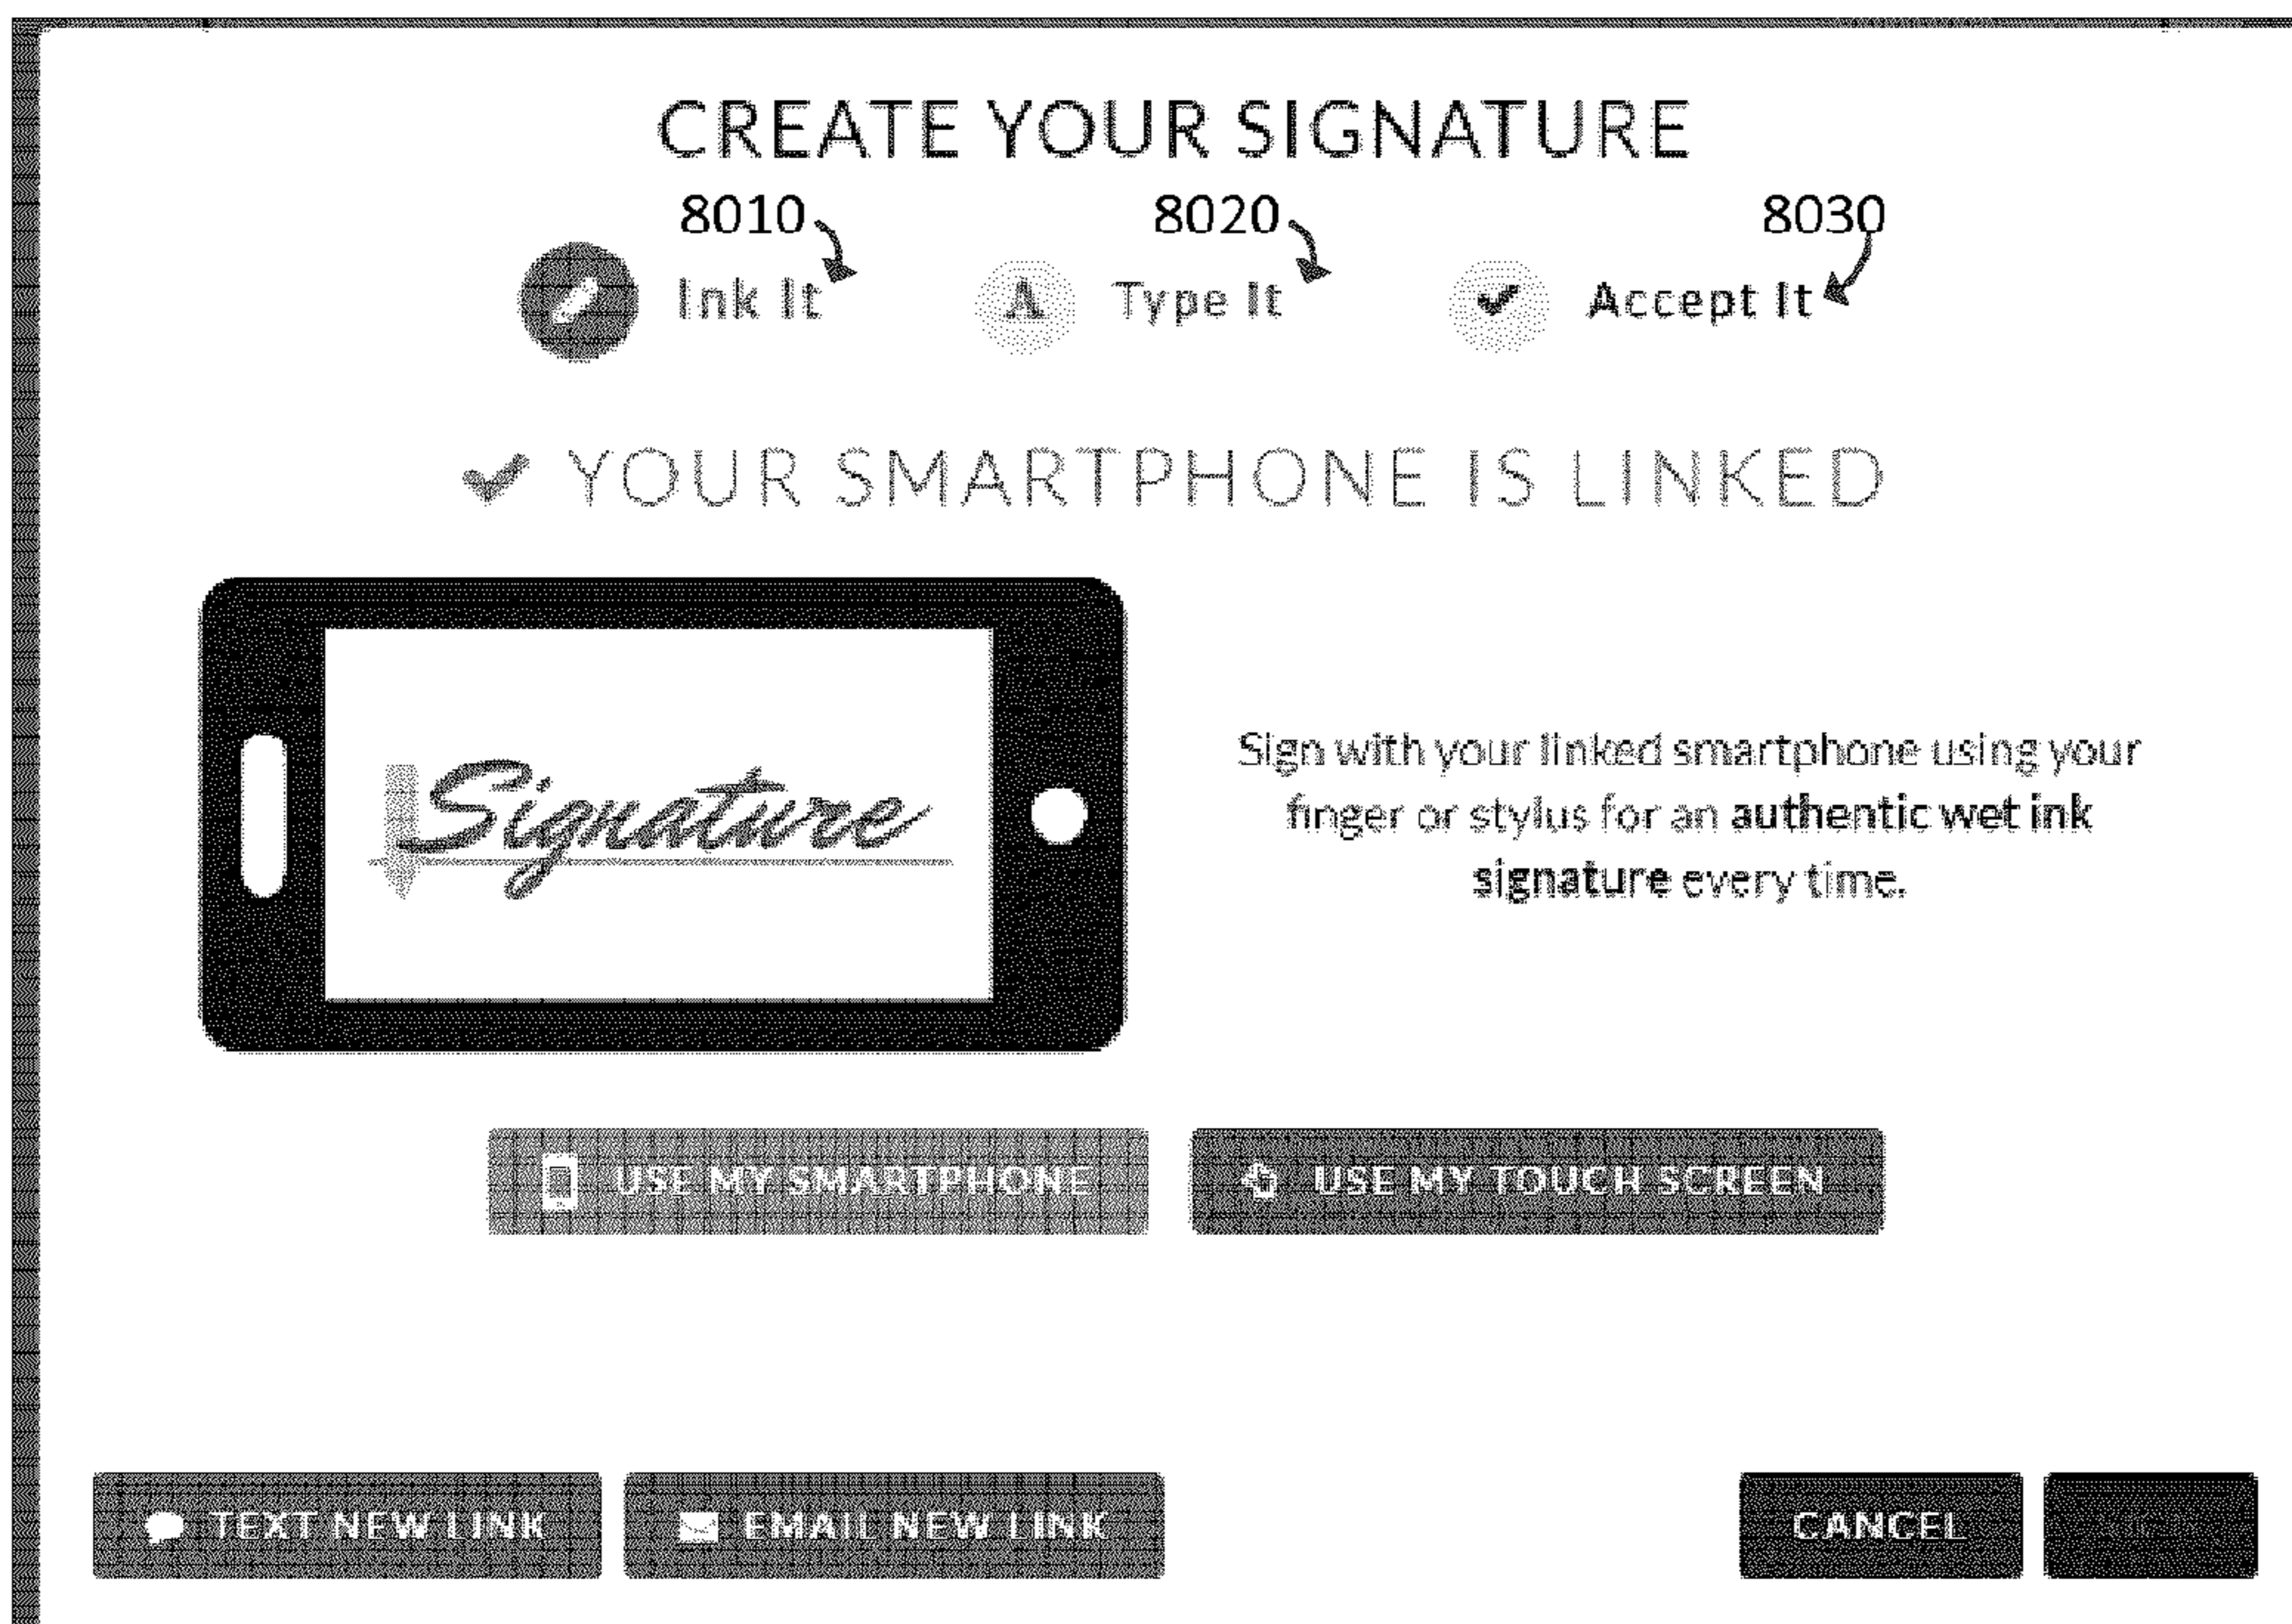 CREATE YOUR SIGNATURE
8010 8020 8030
Ink It A Type It Accept It
YOUR SMARTPHONE IS LINKED
Signature
Sign with your linked smartphone using your
finger or stylus for an authentic wet ink
signature every time.
USE MY SMARTPHONE USE MY TOUCH SCREEN
TEXT NEW LINK EMAIL NEW LINK CANCEL